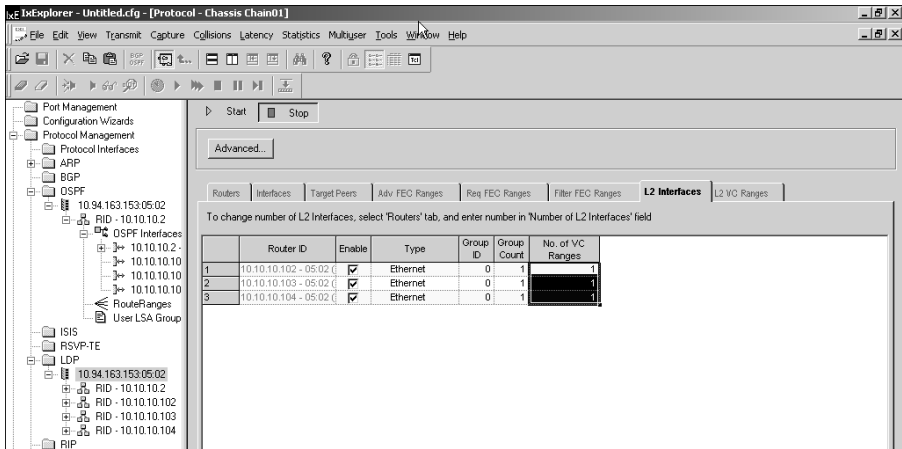 IxExplorer - Untitled.cfg - [Protocol - Chassis Chain01]
File Edit View Transmit Capture Collisions Latency Statistics Multiuser Tools Window Help
BGP
OSPF
Tcl
Start
Stop
Advanced...
Routers
Interfaces
Target Peers
Adv FEC Ranges
Req FEC Ranges
Filter FEC Ranges
L2 Interfaces
L2 VC Ranges
To change number of L2 Interfaces, select 'Routers' tab, and enter number in 'Number of L2 Interfaces' field
Router ID Enable Type Group ID Group Count No. of VC Ranges
1 10.10.10.102 - 05:02 ( Ethernet 0 1 1
2 10.10.10.103 - 05:02 ( Ethernet 0 1 1
3 10.10.10.104 - 05:02 ( Ethernet 0 1 1
Port Management
Configuration Wizards
Protocol Management
Protocol Interfaces
ARP
BGP
OSPF
10.94.163.153:05:02
RID - 10.10.10.2
OSPF Interfaces
10.10.10.2 -
10.10.10.10
10.10.10.10
10.10.10.10
RouteRanges
User LSA Group
ISIS
RSVP-TE
LDP
10.94.163.153:05:02
RID - 10.10.10.2
RID - 10.10.10.102
RID - 10.10.10.103
RID - 10.10.10.104
RIP